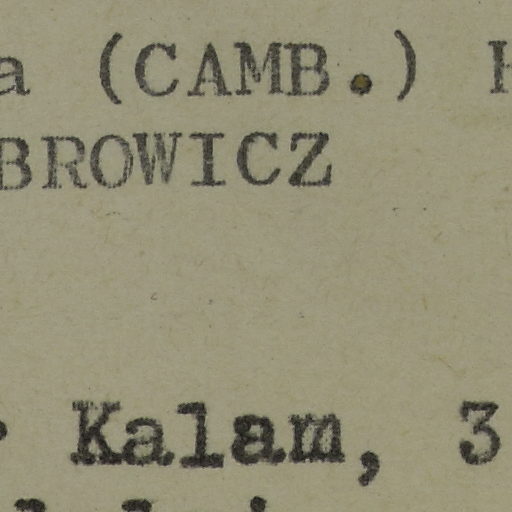 a (CAMB.) H
BROWICZ
Kalam, 3